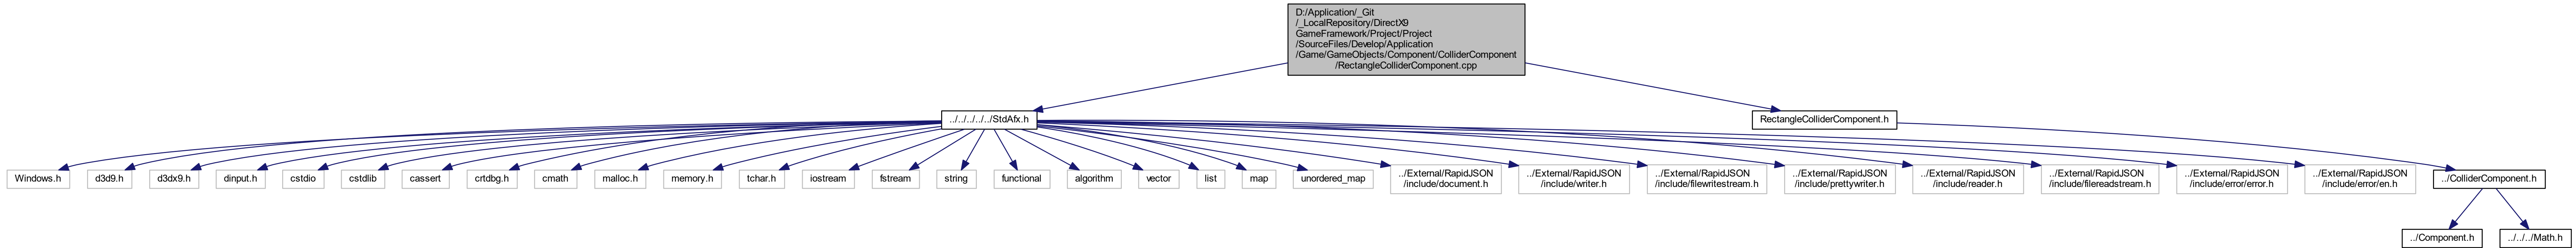 D:/Application/_Git
/_LocalRepository/DirectX9
GameFramework/Project/Project
/SourceFiles/Develop/Application
/Game/GameObjects/Component/ColliderComponent
/RectangleColliderComponent.cpp
../../../../../StdAfx.h
RectangleColliderComponent.h
Windows.h
d3d9.h
d3dx9.h
dinput.h
cstdio
cstdlib
cassert
crtdbg.h
cmath
malloc.h
memory.h
tchar.h
iostream
fstream
string
functional
algorithm
vector
list
map
unordered_map
../External/RapidJSON
/include/document.h
../External/RapidJSON
/include/writer.h
../External/RapidJSON
/include/filewritestream.h
../External/RapidJSON
/include/prettywriter.h
../External/RapidJSON
/include/reader.h
../External/RapidJSON
/include/filereadstream.h
../External/RapidJSON
/include/error/error.h
../External/RapidJSON
/include/error/en.h
../ColliderComponent.h
../Component.h
../../../Math.h